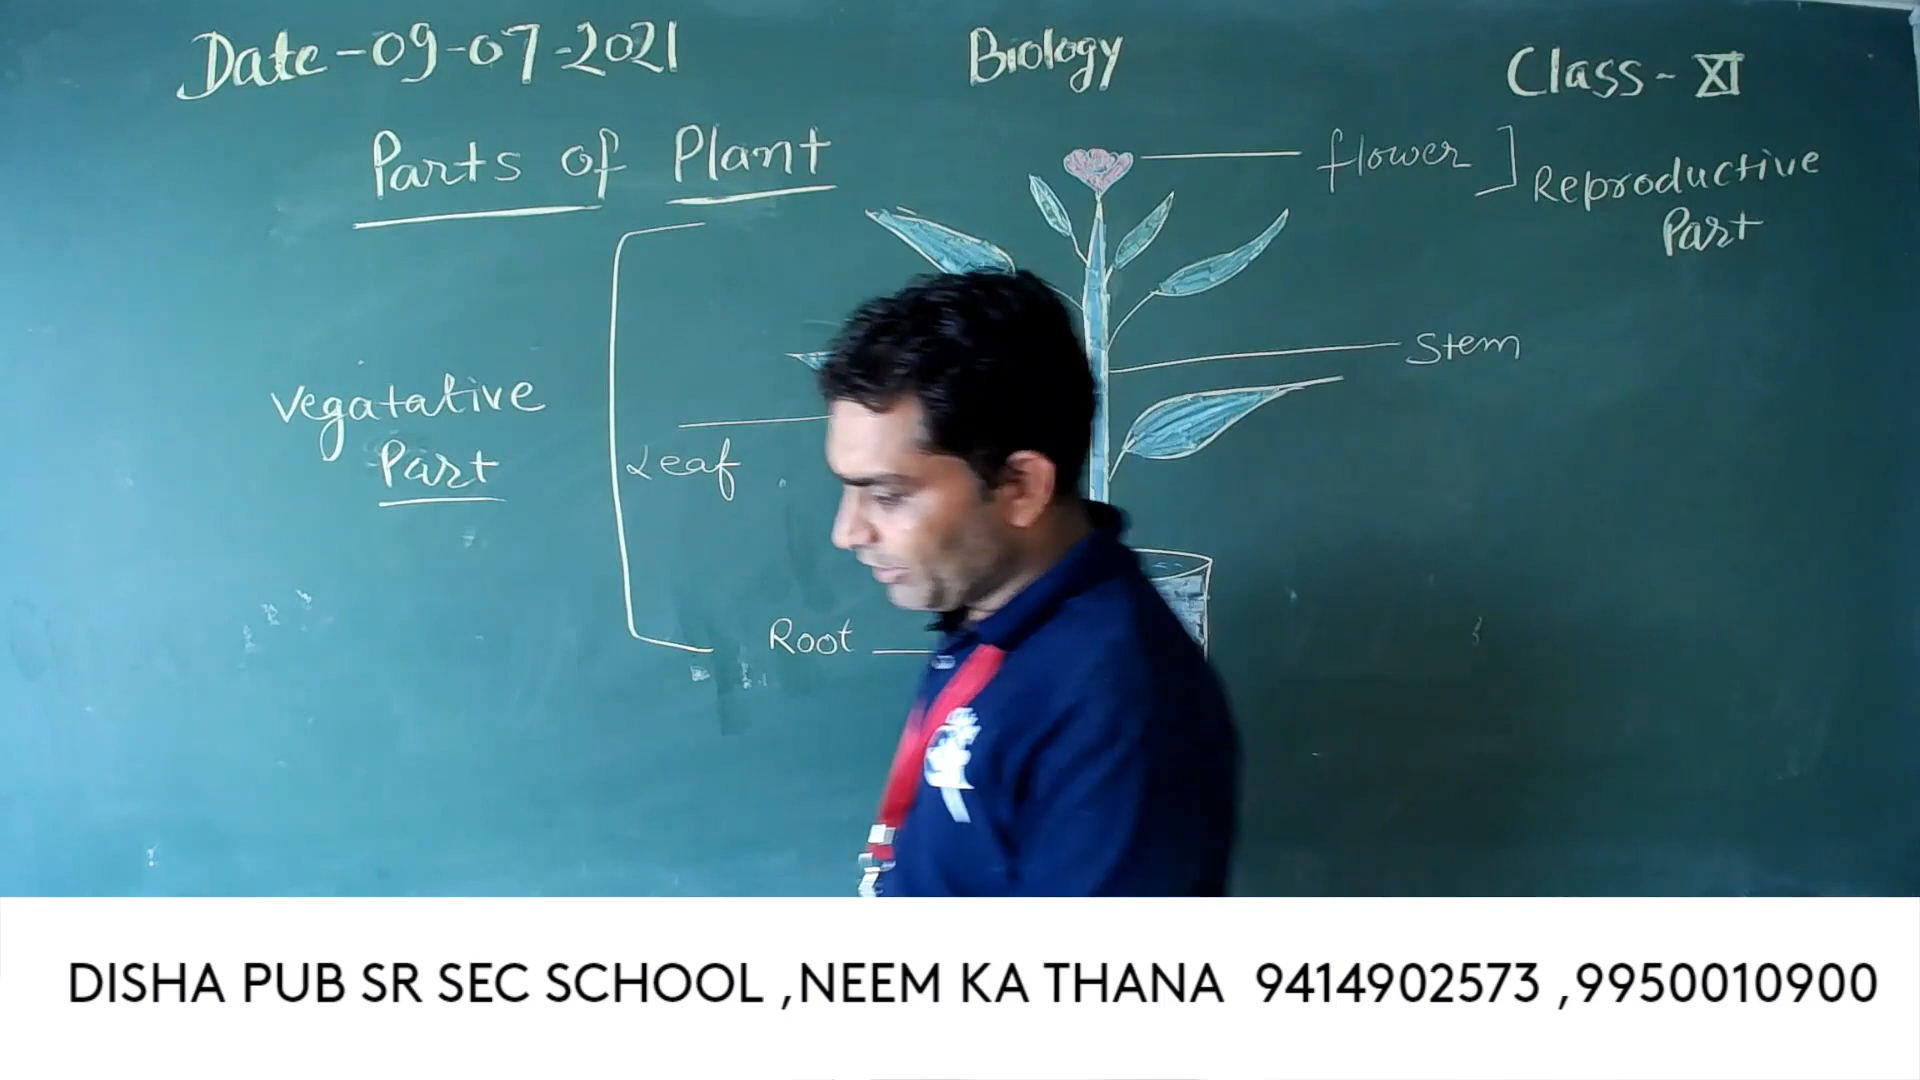 Date-09-07-2021
Biology
Class-XI
Parts of Plant
flower
Reproductive
Part
Stem
Vegatative
Part
Leaf
Root
DISHA PUB SR SEC SCHOOL ,NEEM KA THANA 9414902573 ,9950010900